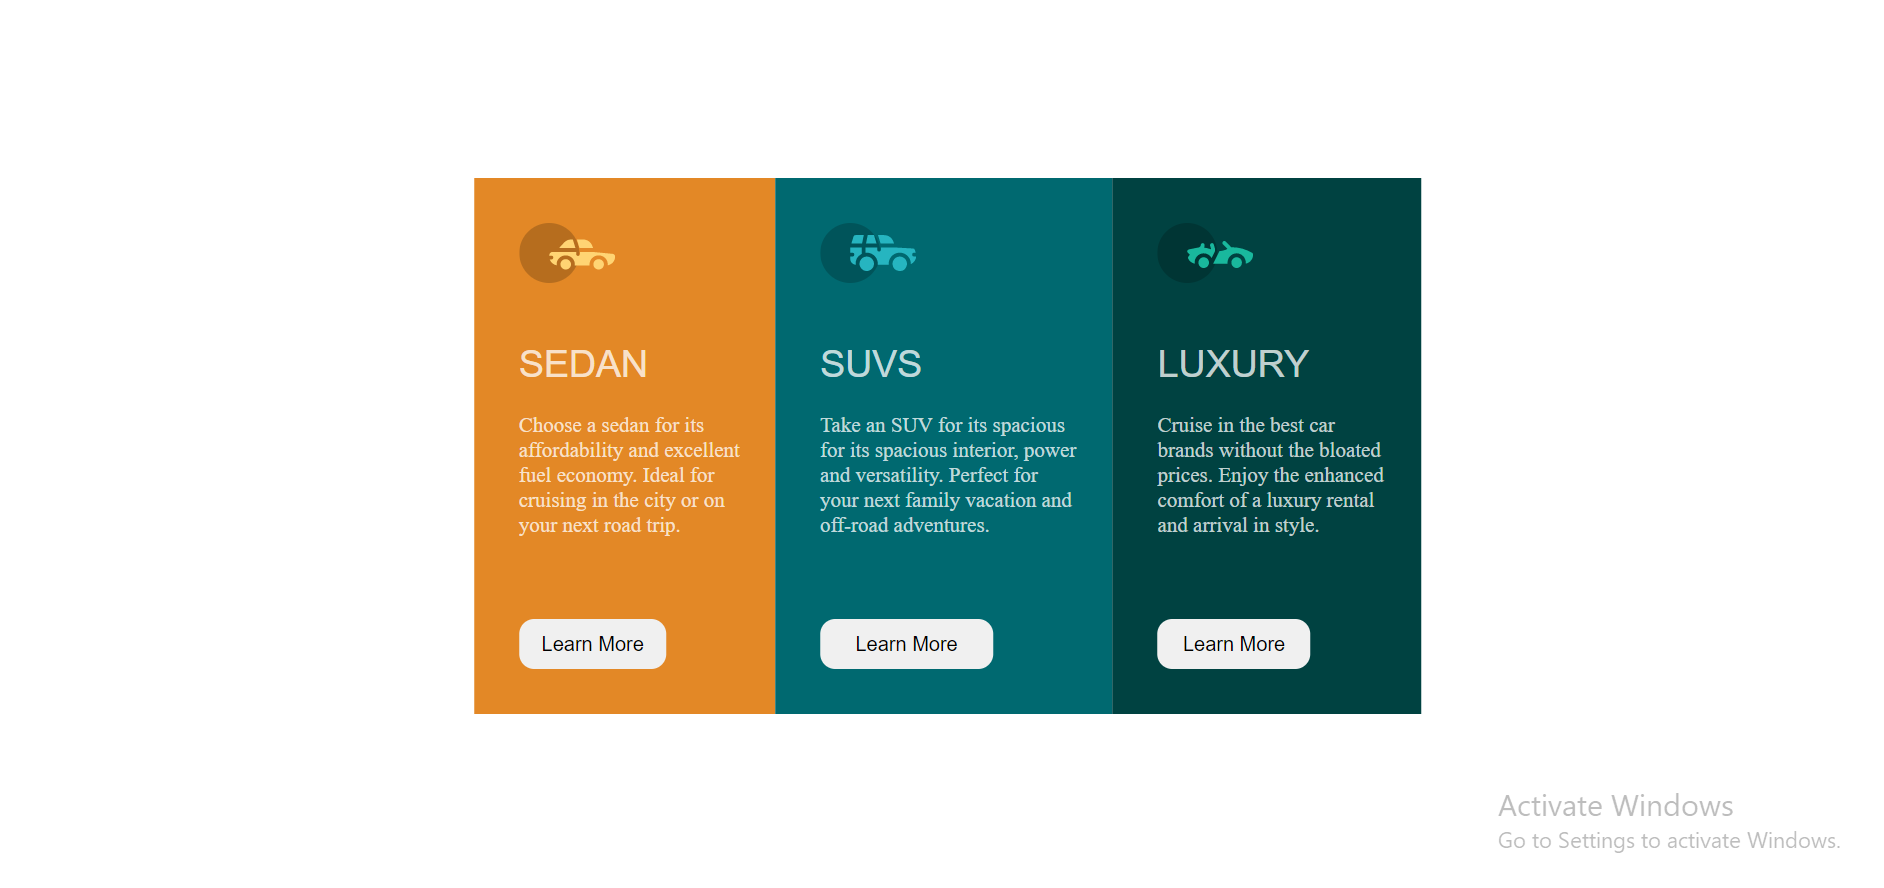 SEDAN
Choose a sedan for its
affordability and excellent
fuel economy. Ideal for
cruising in the city or on
your next road trip.
Learn More
SUVS
Take an SUV for its spacious
for its spacious interior, power
and versatility. Perfect for
your next family vacation and
off-road adventures.
Learn More
LUXURY
Cruise in the best car
brands without the bloated
prices. Enjoy the enhanced
comfort of a luxury rental
and arrival in style.
Learn More
Activate Windows
Go to Settings to activate Windows.